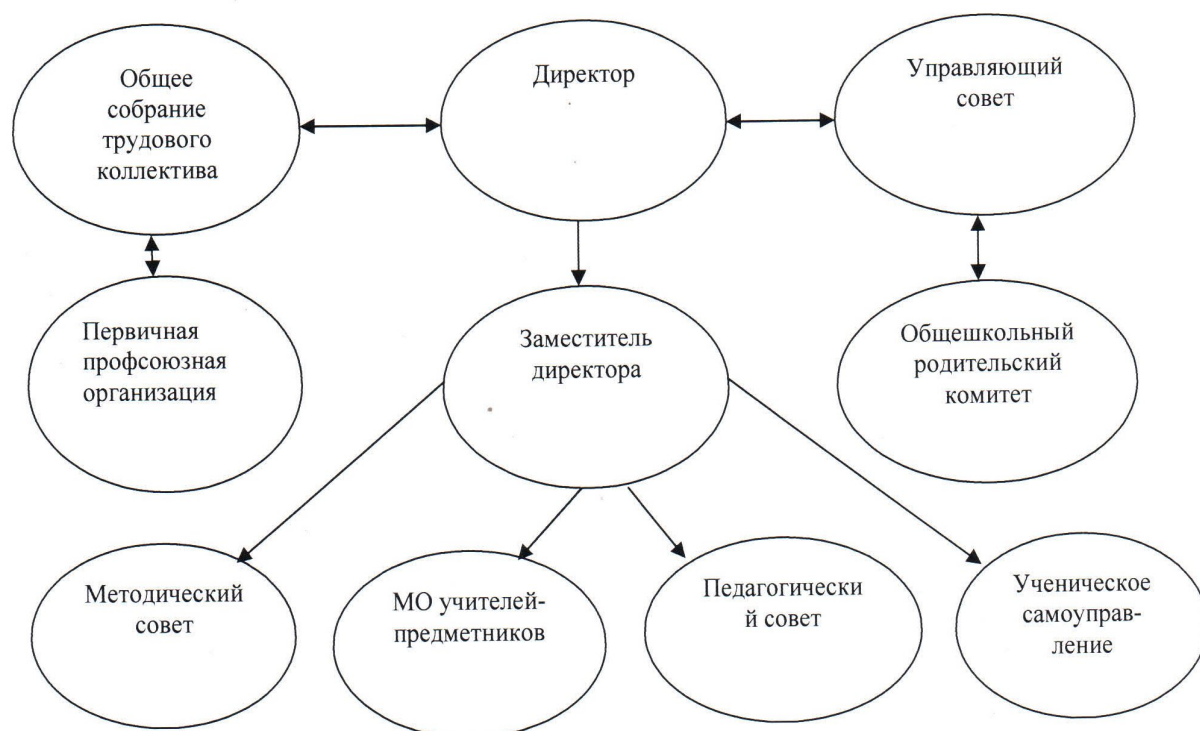 Общее
собрание
трудового
коллектива
Директор
Управляющий
совет
Первичная
профсоюзная
организация
Заместитель
директора
Общешкольный
родительский
комитет
Методический
совет
МО учителей-
предметников
Педагогически
й совет
Ученическое
самоуправ-
ление